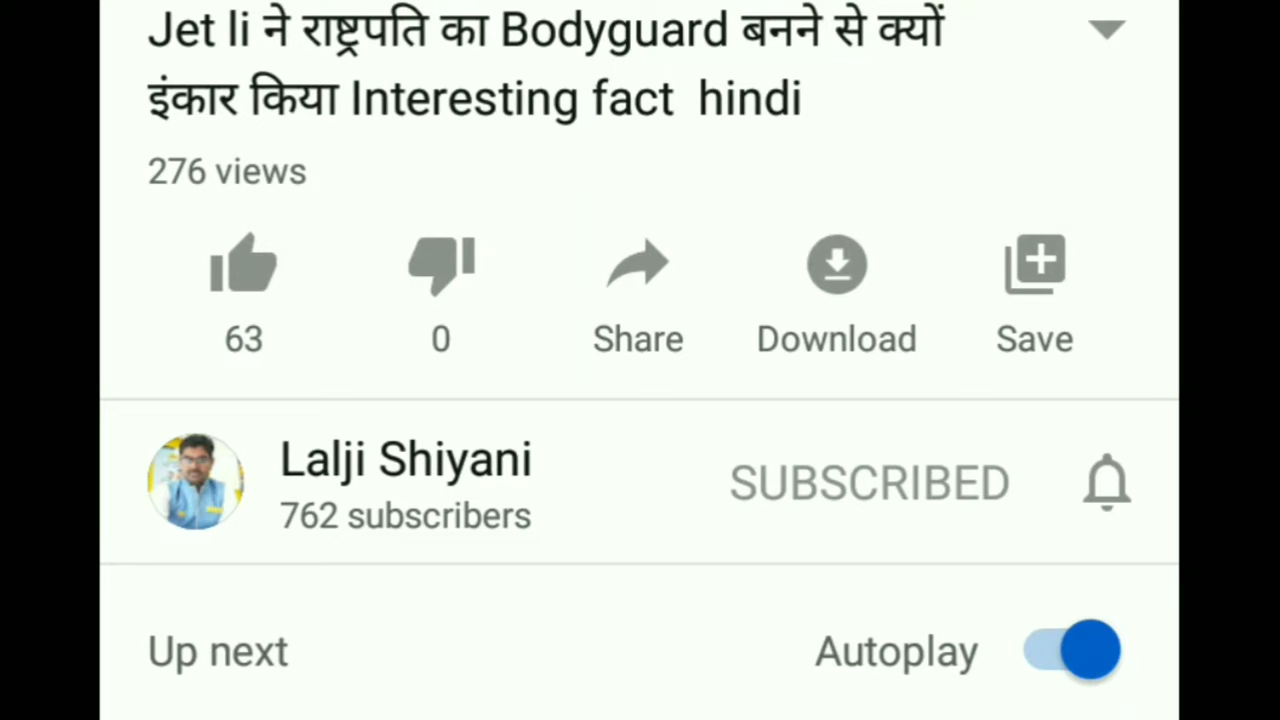 Jet li ने राष्ट्रपति का Bodyguard बनने से क्यों
इंकार किया Interesting fact hindi
276 views
63 0 Share Download Save
Lalji Shiyani
762 subscribers
SUBSCRIBED
Up next Autoplay